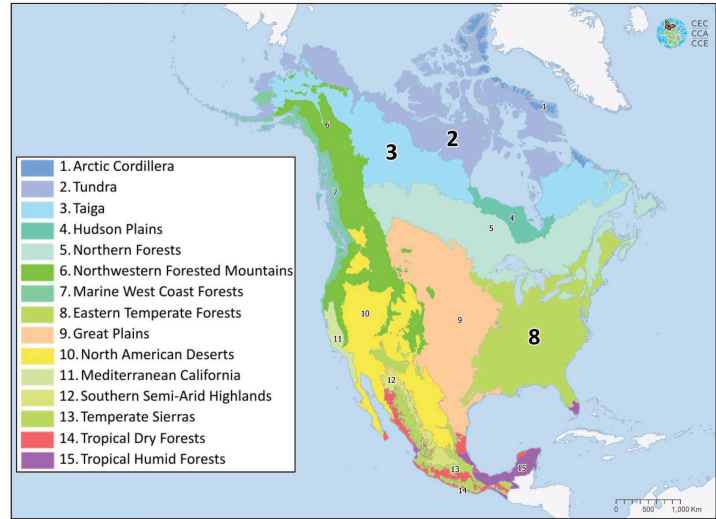 CEC
CCA
CCE
1
2
3
6
7
4
5
8
9
10
11
12
13
14
15
1. Arctic Cordillera
2. Tundra
3. Taiga
4. Hudson Plains
5. Northern Forests
6. Northwestern Forested Mountains
7. Marine West Coast Forests
8. Eastern Temperate Forests
9. Great Plains
10. North American Deserts
11. Mediterranean California
12. Southern Semi-Arid Highlands
13. Temperate Sierras
14. Tropical Dry Forests
15. Tropical Humid Forests
0 500 1,000 Km